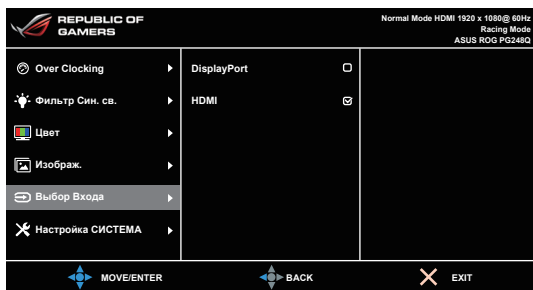 REPUBLIC OF
GAMERS
Normal Mode HDMI 1920 x 1080@ 60Hz
Racing Mode
ASUS ROG PG248Q
Over Clocking
Фильтр Син. св.
Цвет
Изображ.
Выбор Входа
Настройка СИСТЕМА
DisplayPort
HDMI
MOVE/ENTER
BACK
EXIT